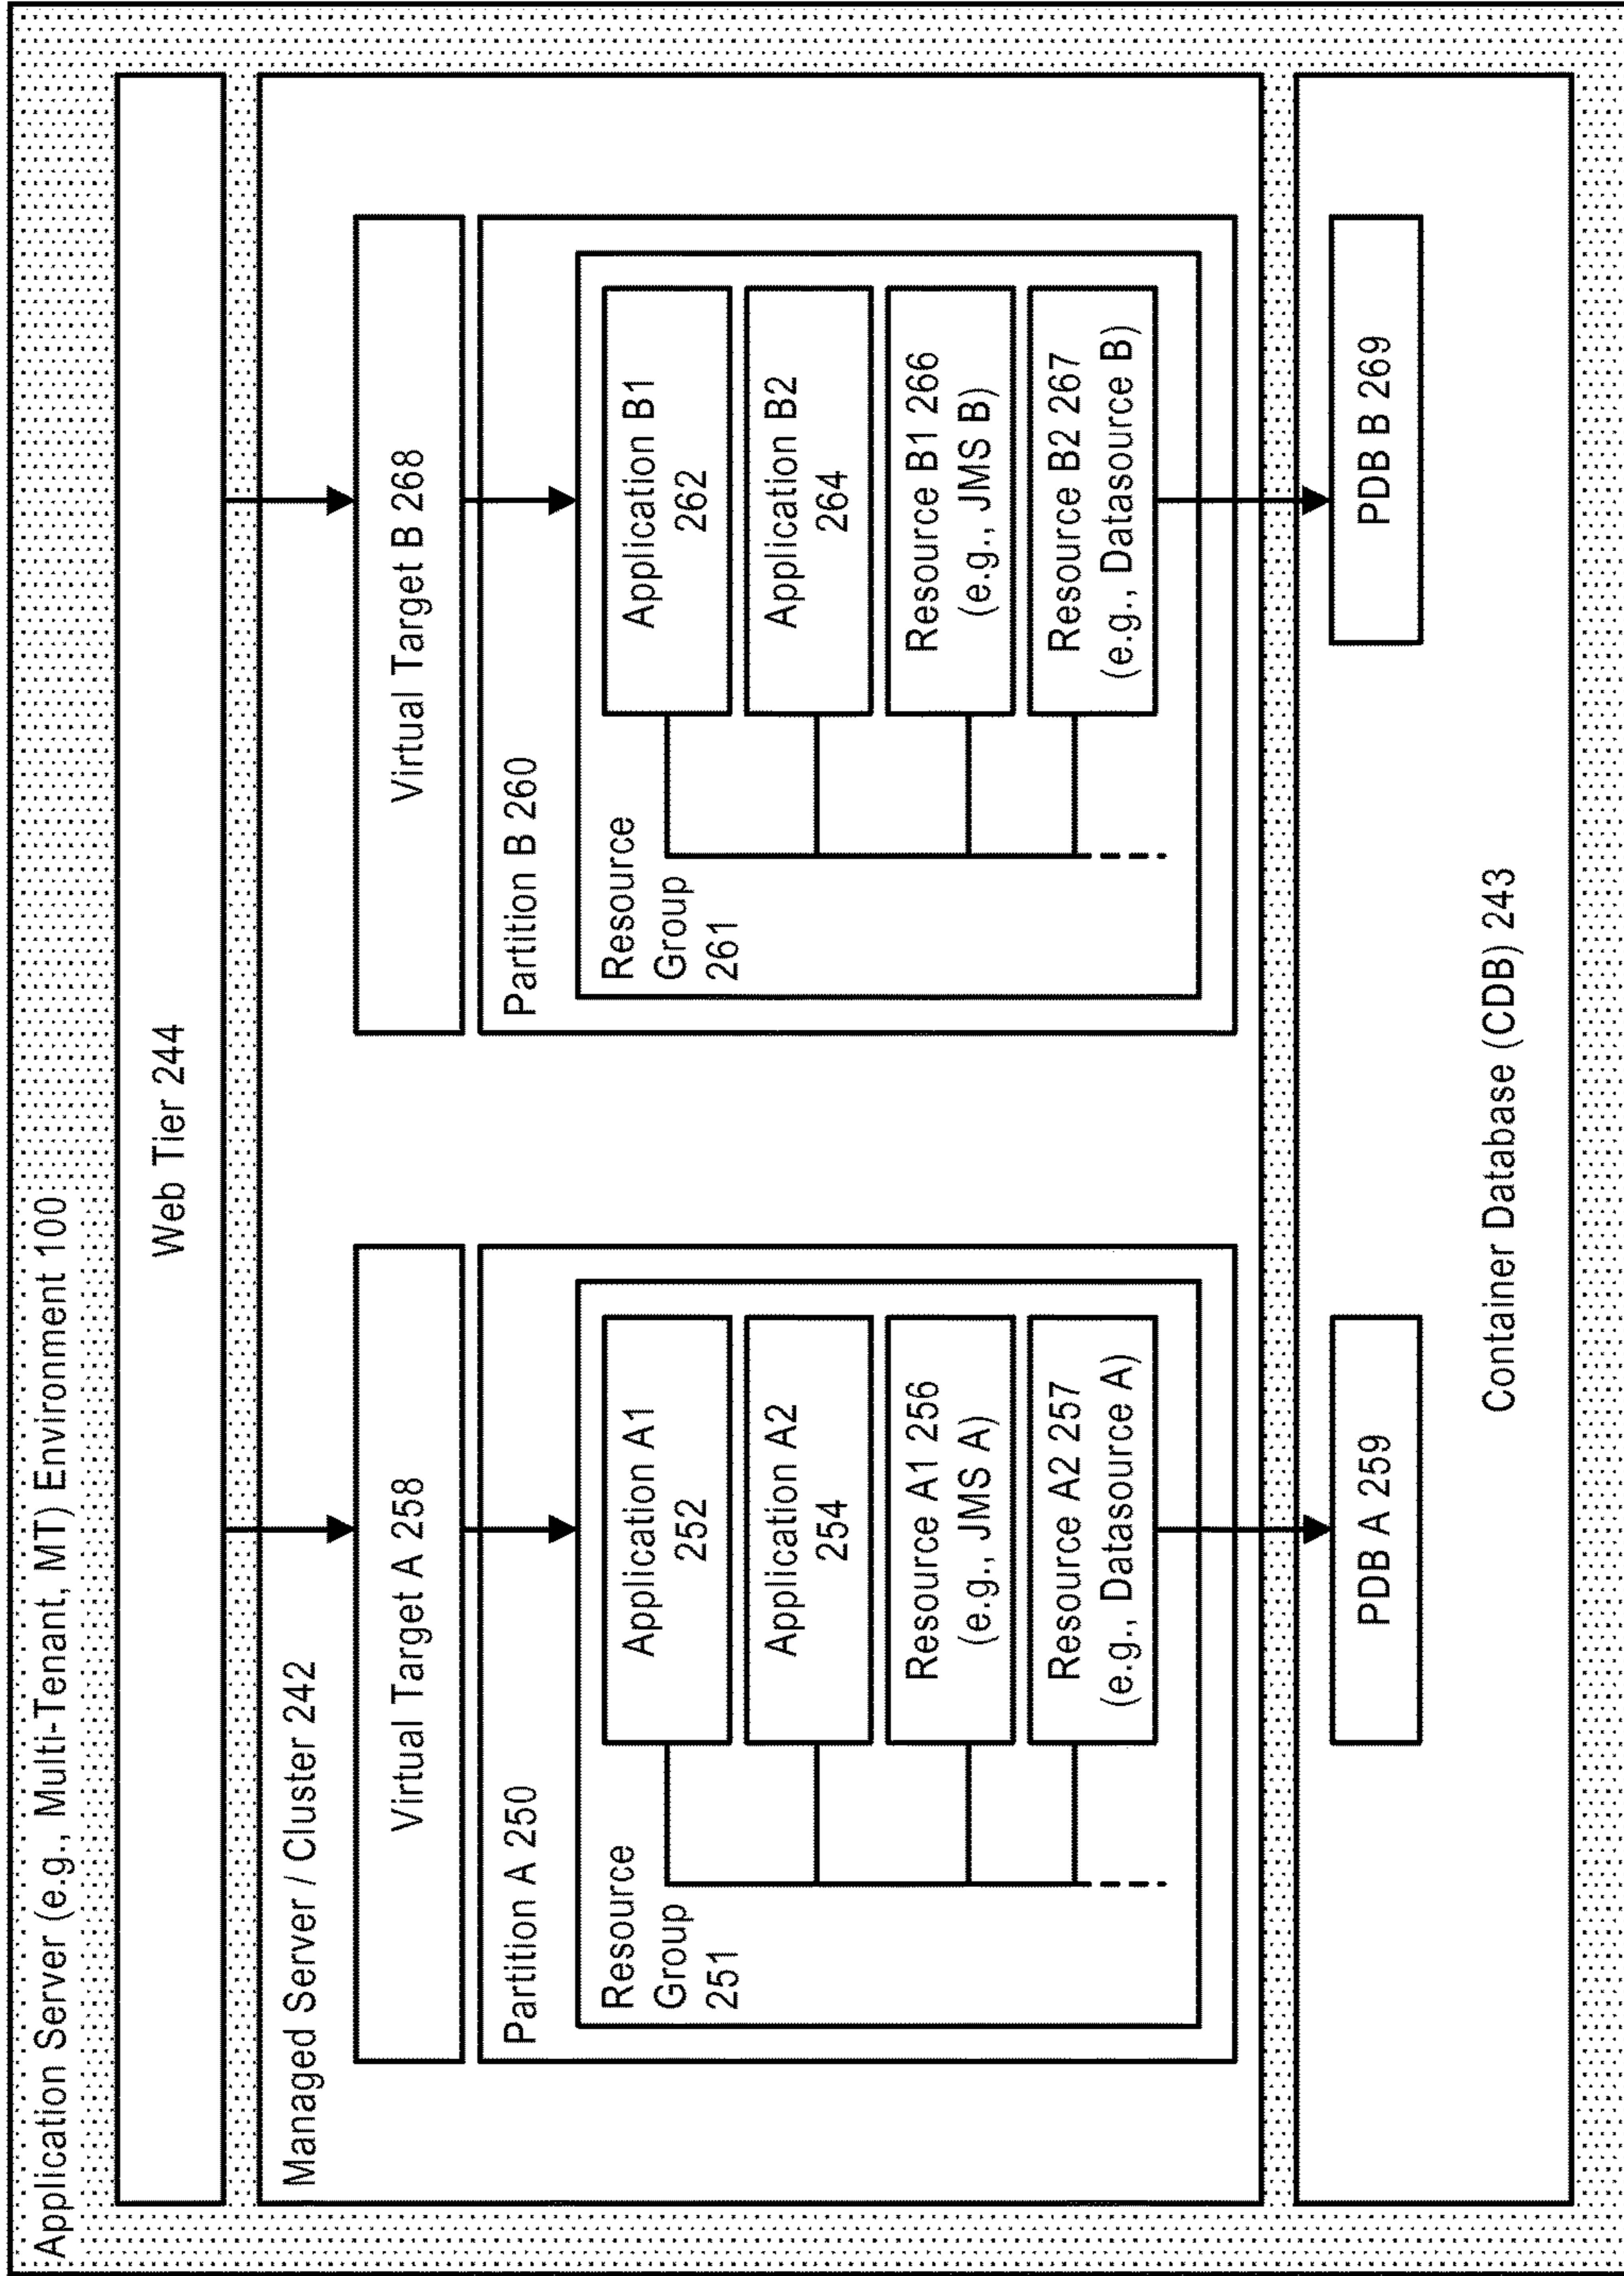 Application Server (e.g., Multi-Tenant, MT) Environment 100
Web Tier 244
Managed Server / Cluster 242
Virtual Target A 258
Partition A 250
Resource
Group
251
Application A1
252
Application A2
254
Resource A1 256
(e.g., JMS A)
Resource A2 257
(e.g., Datasource A)
Virtual Target B 268
Partition B 260
Resource
Group
261
Application B1
262
Application B2
264
Resource B1 266
(e.g., JMS B)
Resource B2 267
(e.g., Datasource B)
PDB A 259
PDB B 269
Container Database (CDB) 243